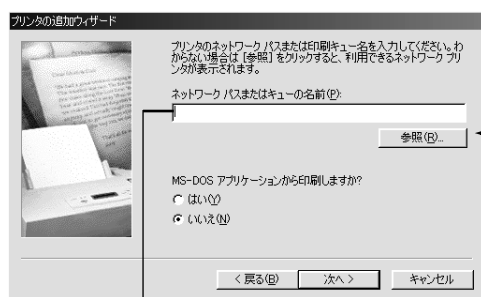 プリンタの追加ウィザード
プリンタのネットワーク パスまたは印刷キュー名を入力してください。わ
からない場合は [参照] をクリックすると、利用できるネットワーク プリ
ンタが表示されます。
ネットワーク パスまたはキューの名前(P):
参照(R)...
MS-DOS アプリケーションから印刷しますか?
はい(Y)
いいえ(N)
< 戻る(B)
次へ >
キャンセル